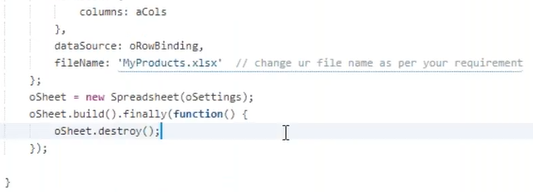 columns: aCols
},
dataSource: oRowBinding,
fileName: 'MyProducts.xlsx'  // change ur file name as per your requirement
};
oSheet = new Spreadsheet(oSettings);
oSheet.build().finally(function() {
oSheet.destroy();
});
}